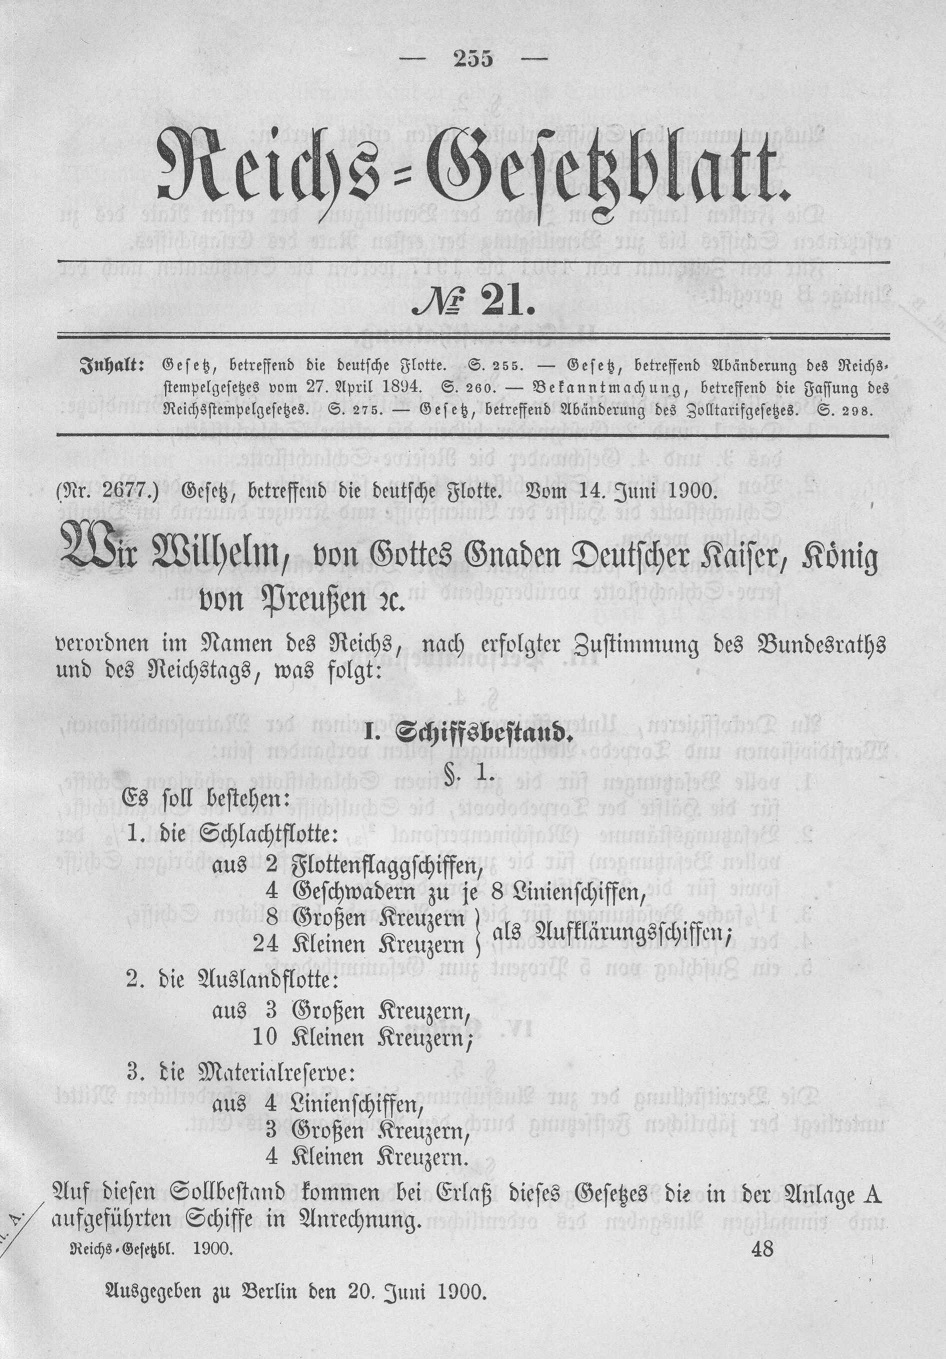 — 255 —
Reichs-Gesetzblatt.
Nr 21.
Inhalt: Gesetz, betreffend die deutsche Flotte. S. 255. — Gesetz, betreffend Abänderung des Reichs-
stempelgesetzes vom 27. April 1894. S. 260. — Bekanntmachung, betreffend die Fassung des
Reichsstempelgesetzes. S. 275. — Gesetz, betreffend Abänderung des Zolltarifgesetzes. S. 298.
(Nr. 2677.) Gesetz, betreffend die deutsche Flotte. Vom 14. Juni 1900.
Wir Wilhelm, von Gottes Gnaden Deutscher Kaiser, König
von Preußen ꝛc.
verordnen im Namen des Reichs, nach erfolgter Zustimmung des Bundesraths
und des Reichstags, was folgt:
I. Schiffsbestand.
§. 1.
Es soll bestehen:
1. die Schlachtflotte:
aus 2 Flottenflaggschiffen,
4 Geschwadern zu je 8 Linienschiffen,
8 Großen Kreuzern
24 Kleinen Kreuzern } als Aufklärungsschiffen;
2. die Auslandflotte:
aus 3 Großen Kreuzern,
10 Kleinen Kreuzern;
3. die Materialreserve:
aus 4 Linienschiffen,
3 Großen Kreuzern,
4 Kleinen Kreuzern.
Auf diesen Sollbestand kommen bei Erlaß dieses Gesetzes die in der Anlage A
aufgeführten Schiffe in Anrechnung.
Reichs-Gesetzbl. 1900. 48
Ausgegeben zu Berlin den 20. Juni 1900.